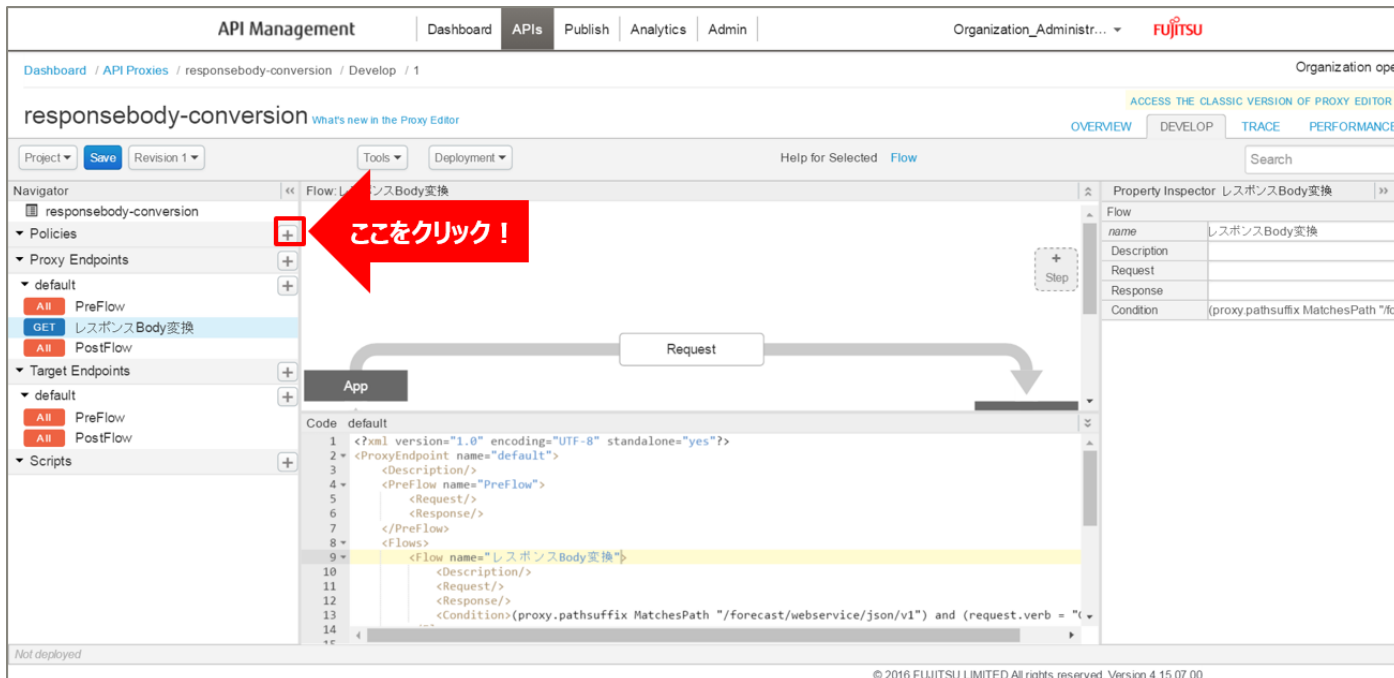 API Management Dashboard APIs Publish Analytics Admin Organization_Administr... FUJITSU
Dashboard / API Proxies / responsebody-conversion / Develop / 1
Organization ope
ACCESS THE CLASSIC VERSION OF PROXY EDITOR
responsebody-conversion What's new in the Proxy Editor
OVERVIEW DEVELOP TRACE PERFORMANCE
Project Save Revision 1 Tools Deployment Help for Selected Flow Search
Navigator
responsebody-conversion
Policies
Proxy Endpoints
default
All PreFlow
GET レスポンスBody変換
All PostFlow
Target Endpoints
default
All PreFlow
All PostFlow
Scripts
ここをクリック！
Flow: レ スBody変換
+
Step
Request
App
Code default
1 <?xml version="1.0" encoding="UTF-8" standalone="yes"?>
2 <ProxyEndpoint name="default">
3 <Description/>
4 <PreFlow name="PreFlow">
5 <Request/>
6 <Response/>
7 </PreFlow>
8 <Flows>
9 <Flow name="レスポンスBody変換">
10 <Description/>
11 <Request/>
12 <Response/>
13 <Condition>(proxy.pathsuffix MatchesPath "/forecast/webservice/json/v1") and (request.verb = "
14
Property Inspector レスポンスBody変換
Flow
name レスポンスBody変換
Description
Request
Response
Condition (proxy.pathsuffix MatchesPath "/fo
Not deployed
© 2016 FUJITSU LIMITED All rights reserved. Version 4.15.07.00